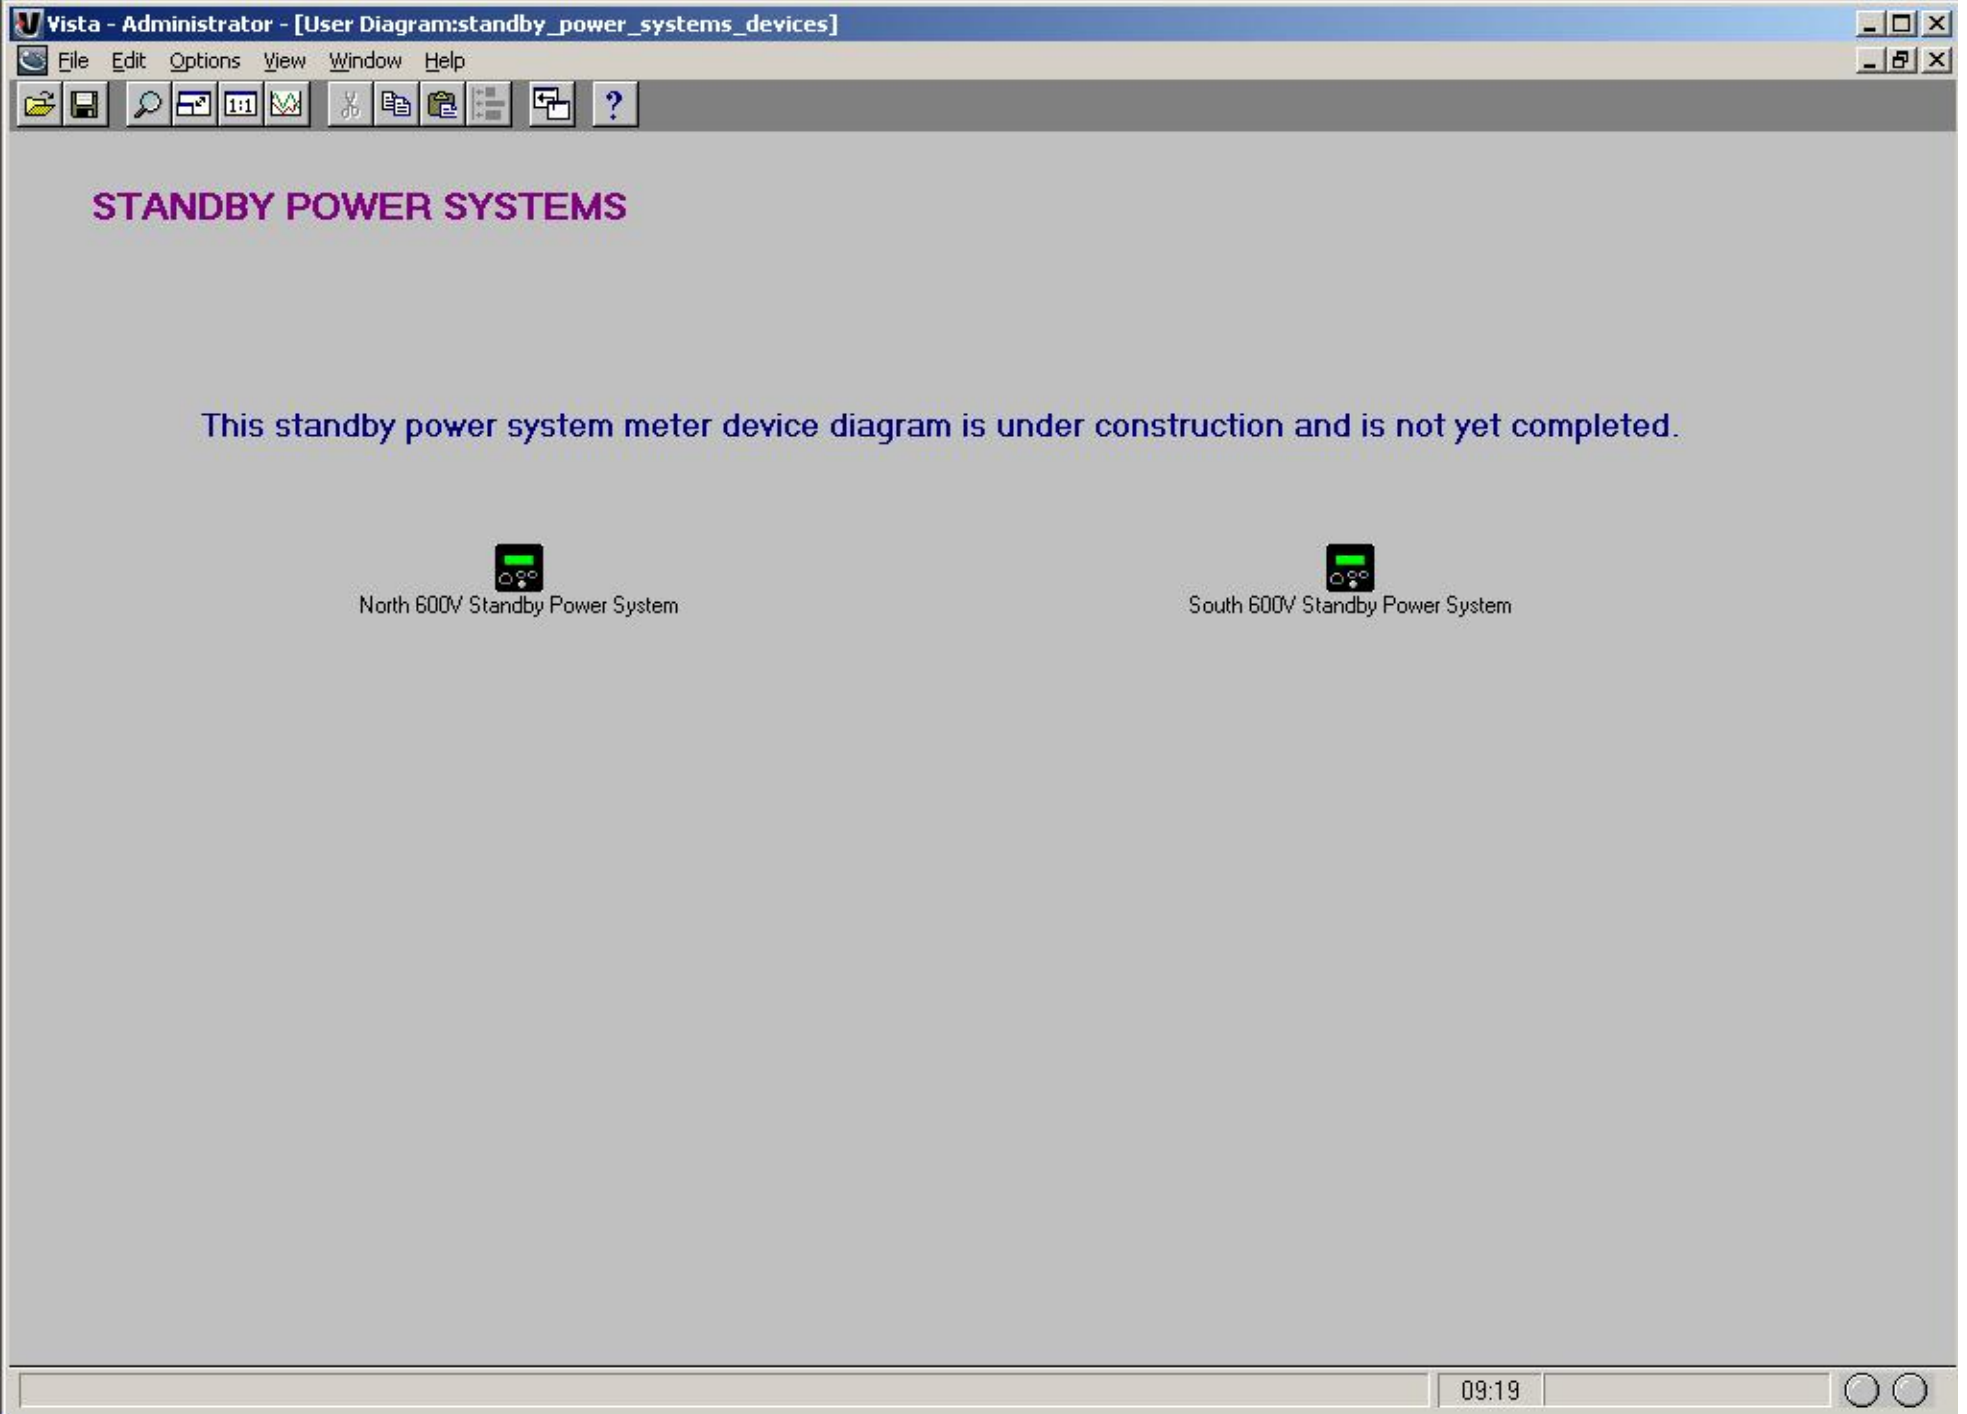 Vista - Administrator - [User Diagram:standby_power_systems_devices]
File Edit Options View Window Help
1:1 ?
STANDBY POWER SYSTEMS
This standby power system meter device diagram is under construction and is not yet completed.
North 600V Standby Power System
South 600V Standby Power System
09:19